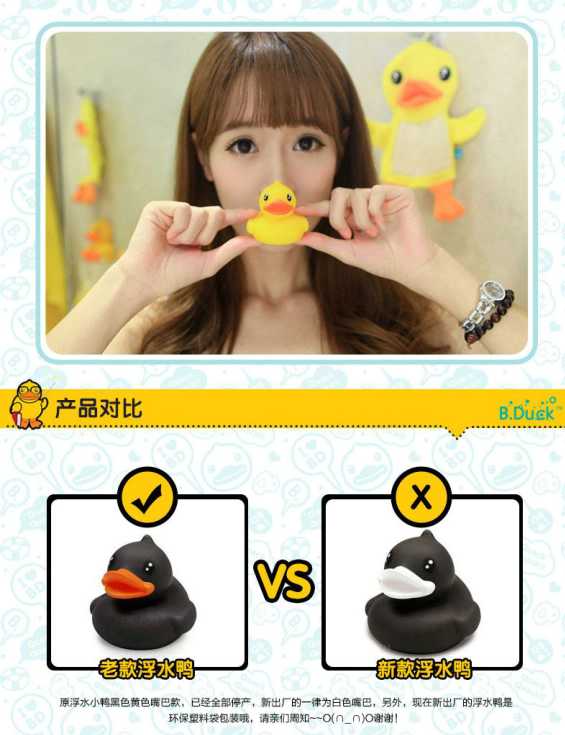 产品对比
B.Duck
VS
老款浮水鸭
新款浮水鸭
原浮水小鸭黑色黄色嘴巴款，已经全部停产，新出厂的一律为白色嘴巴，另外，现在新出厂的浮水鸭是
环保塑料袋包装哦，请亲们周知~~O(∩_∩)O谢谢！